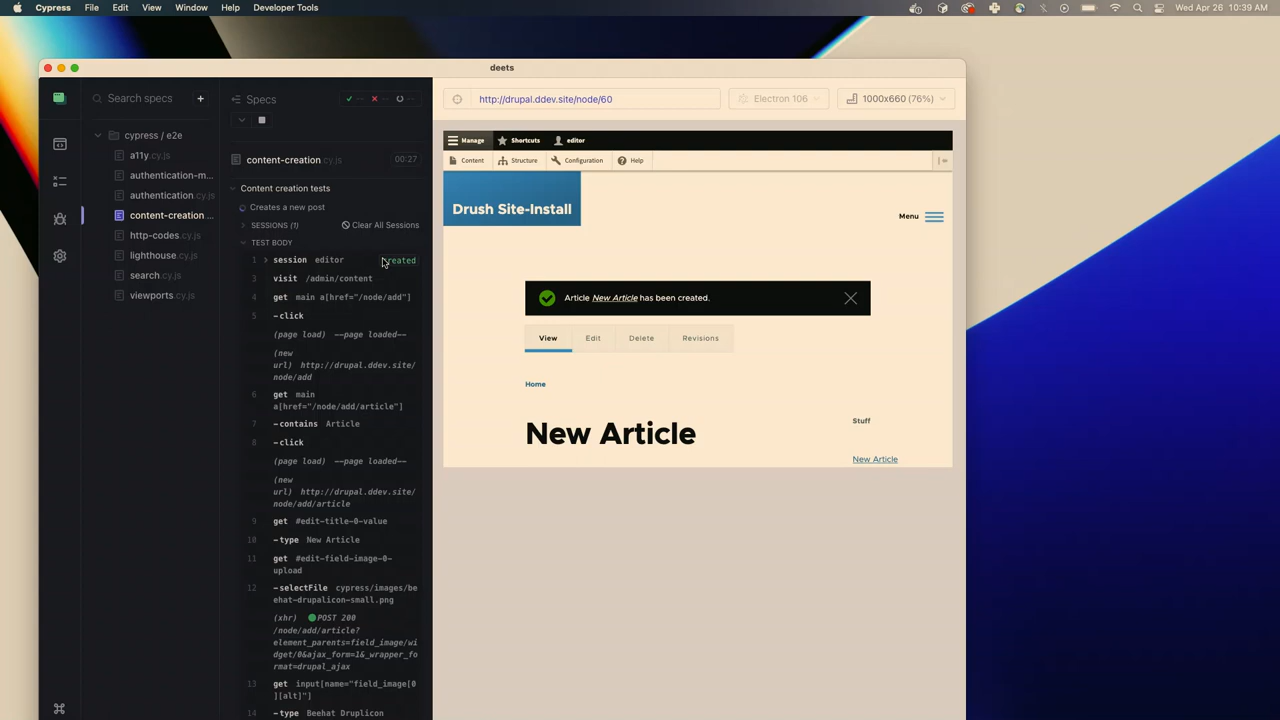 Cypress File Edit View Window Help Developer Tools
Wed Apr 26 10:39 AM
deets
Search specs
+
cypress / e2e
a11y.cy.js
authentication-m...
authentication.cy.js
content-creation...
http-codes.cy.js
lighthouse.cy.js
search.cy.js
viewports.cy.js
Specs
-- -- --
content-creation.cy.js 00:27
Content creation tests
Creates a new post
SESSIONS (1) Clear All Sessions
TEST BODY
1 session editor created
3 visit /admin/content
4 get main a[href="/node/add"]
5 -click
(page load) --page loaded--
(new
url) http://drupal.ddev.site/
node/add
6 get main
a[href="/node/add/article"]
7 -contains Article
8 -click
(page load) --page loaded--
(new
url) http://drupal.ddev.site/
node/add/article
9 get #edit-title-0-value
10 -type New Article
11 get #edit-field-image-0-
upload
12 -selectFile cypress/images/be
ehat-drupalicon-small.png
(xhr) POST 200
/node/add/article?
element_parents=field_image/wi
dget/0&ajax_form=1&_wrapper_fo
rmat=drupal_ajax
13 get input[name="field_image[0
][alt]"]
14 -type Beehat Druplicon
http://drupal.ddev.site/node/60
Electron 106
1000x660 (76%)
Manage Shortcuts editor
Content Structure Configuration Help
Drush Site-Install
Menu
Article New Article has been created.
View Edit Delete Revisions
Home
New Article
Stuff
New Article